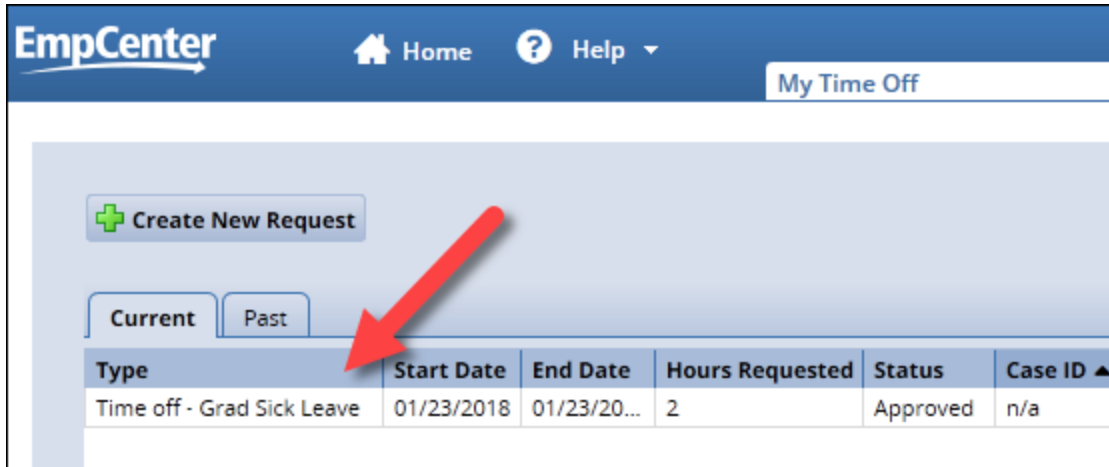 EmpCenter Home ? Help
My Time Off
Create New Request
Current Past
Type Start Date End Date Hours Requested Status Case ID
Time off - Grad Sick Leave 01/23/2018 01/23/20... 2 Approved n/a